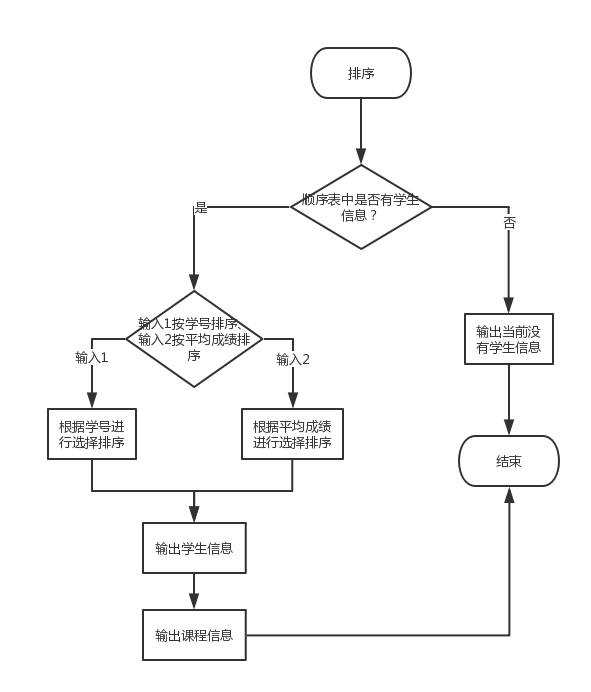 排序
顺序表中是否有学生
信息？
是
否
输入1按学号排序、
输入2按平均成绩排
序
输出当前没
有学生信息
输入1
输入2
根据学号进
行选择排序
根据平均成绩
进行选择排序
结束
输出学生信息
输出课程信息